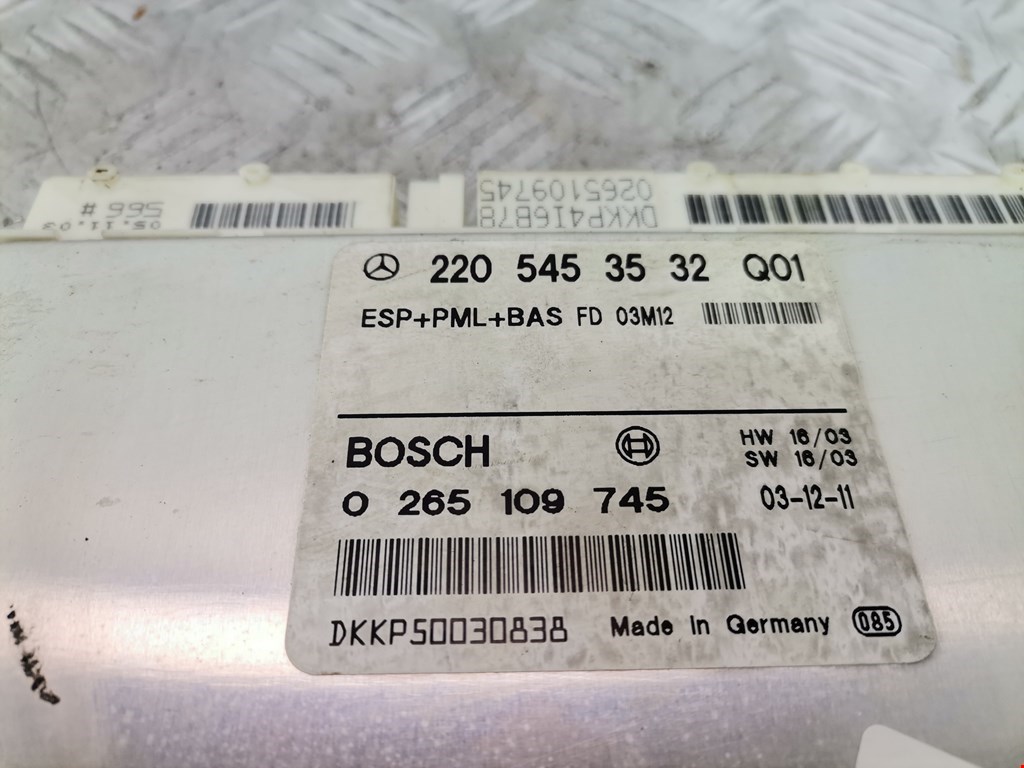 566 #
05.11.03
DKKP4I6B78
0265109745
220 545 35 32 Q01
ESP+PML+BAS FD 03M12
BOSCH
HW 16/03
SW 16/03
0 265 109 745
03-12-11
DKKP50030838
Made In Germany
085